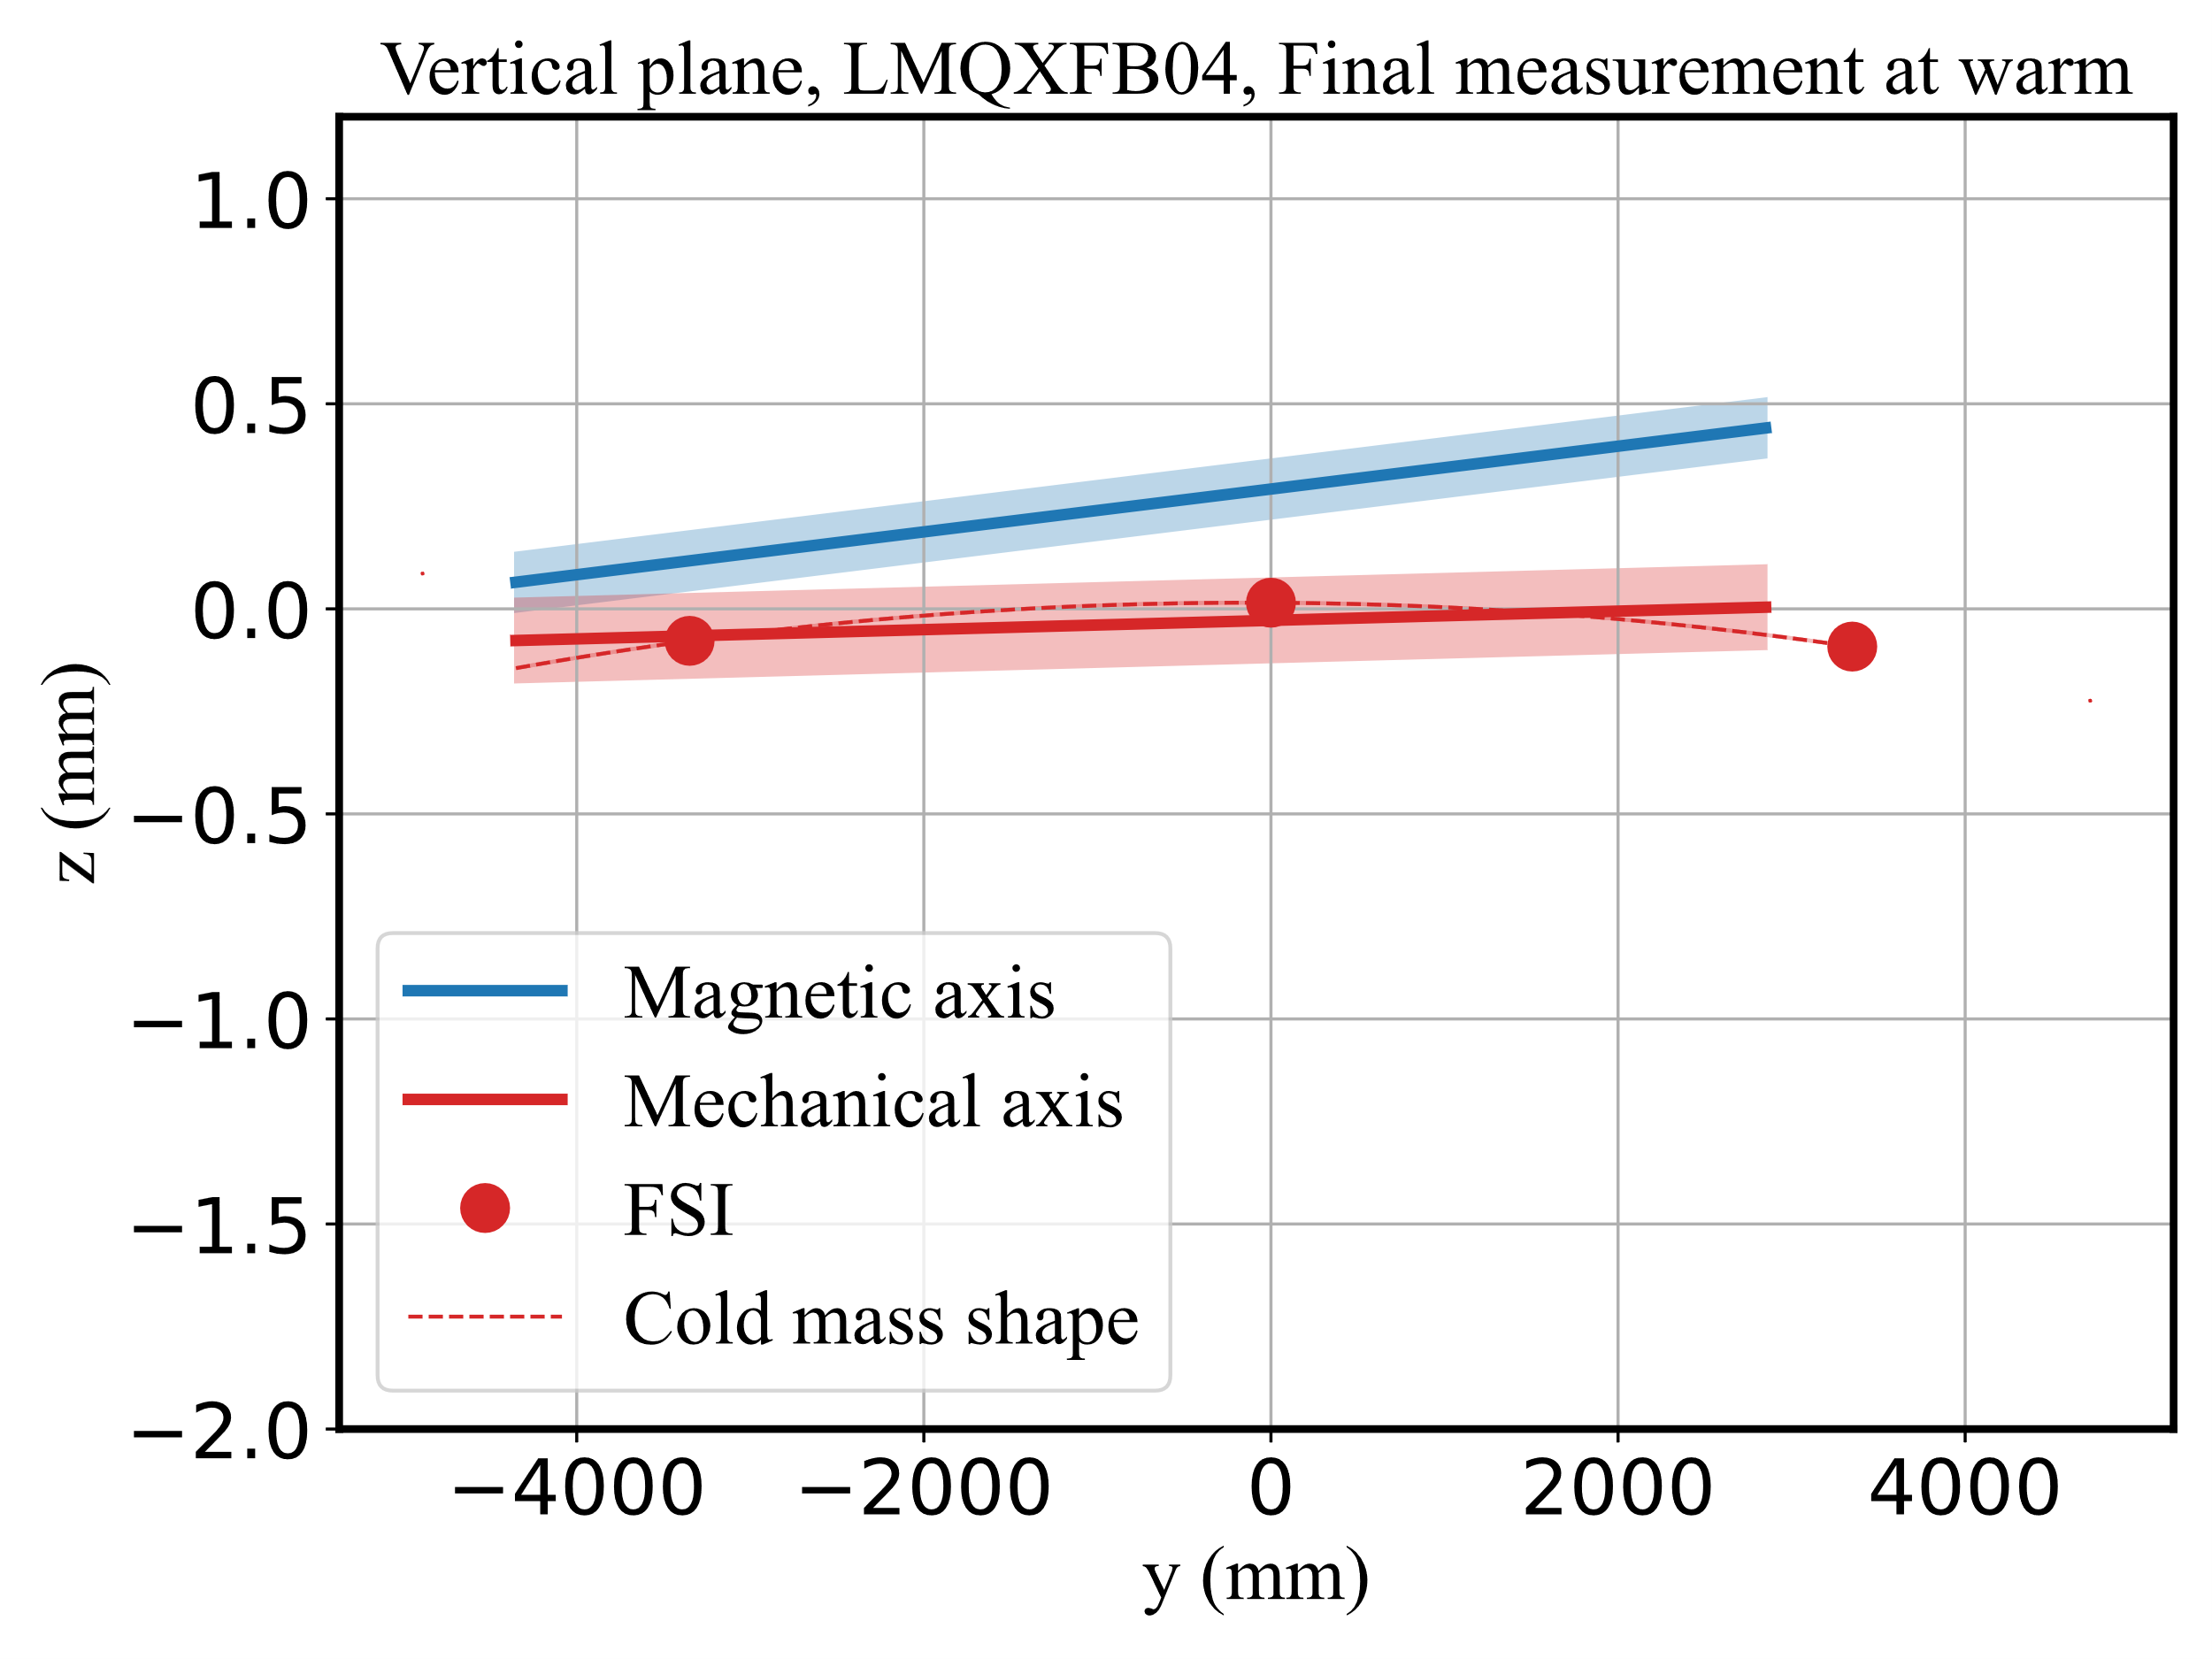 Vertical plane, LMQXFB04, Final measurement at warm
1.0
0.5
0.0
−0.5
−1.0
−1.5
−2.0
z (mm)
Magnetic axis
Mechanical axis
FSI
Cold mass shape
−4000
−2000
0
2000
4000
y (mm)